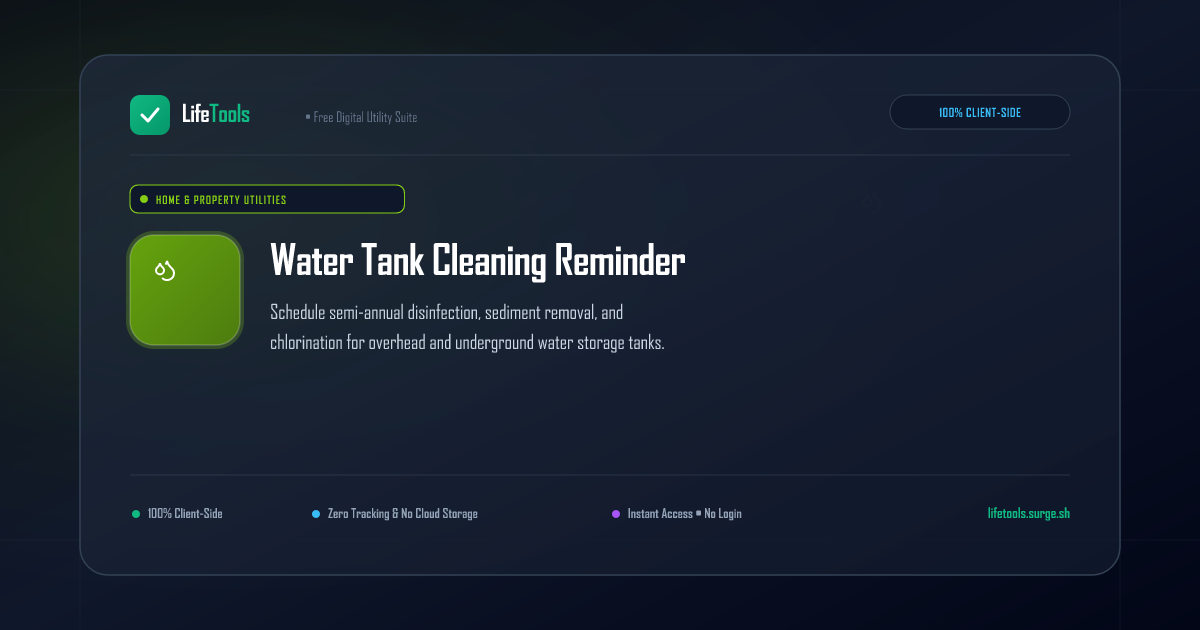 LifeTools
• Free Digital Utility Suite
100% CLIENT-SIDE
HOME & PROPERTY UTILITIES
Water Tank Cleaning Reminder
Schedule semi-annual disinfection, sediment removal, and
chlorination for overhead and underground water storage tanks.
100% Client-Side
Zero Tracking & No Cloud Storage
Instant Access • No Login
lifetools.surge.sh